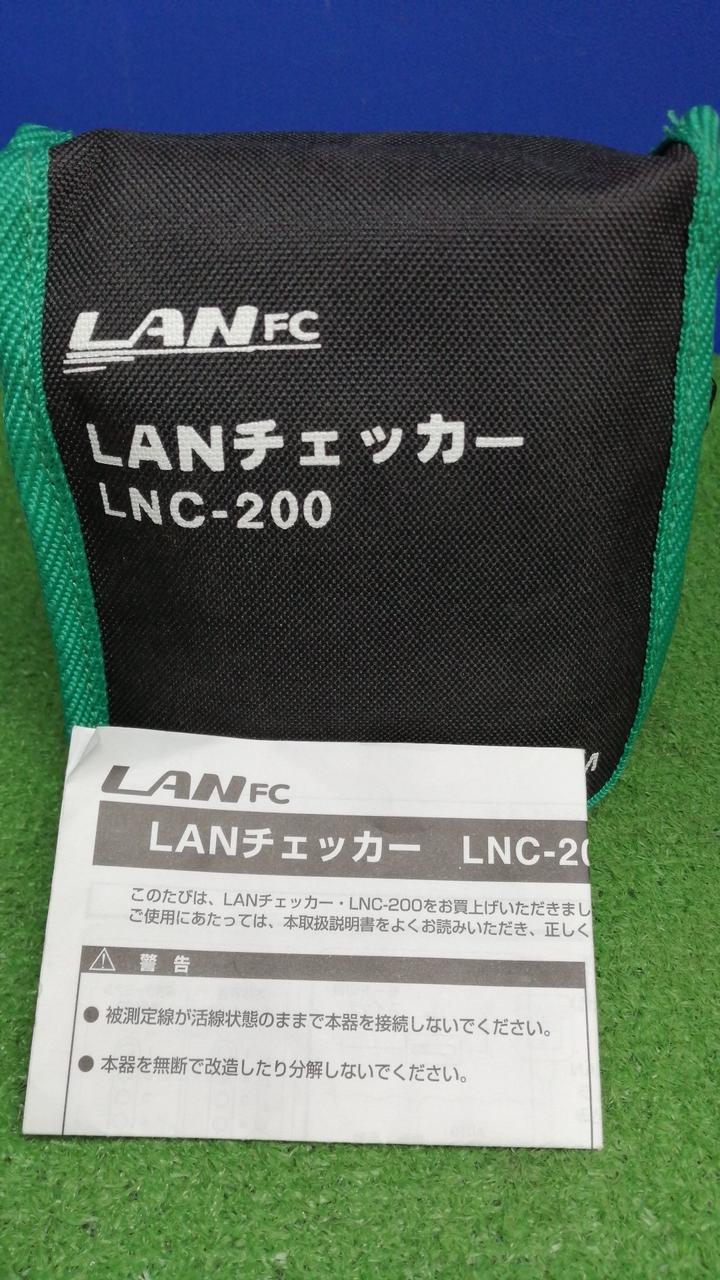 LAN FC
LANチェッカー
LNC-200
LAN FC
LANチェッカー LNC-20
このたびは、LANチェッカー・LNC-200をお買上げいただきまし
ご使用にあたっては、本取扱説明書をよくお読みいただき、正しく
警告
● 被測定線が活線状態のままで本器を接続しないでください。
● 本器を無断で改造したり分解しないでください。